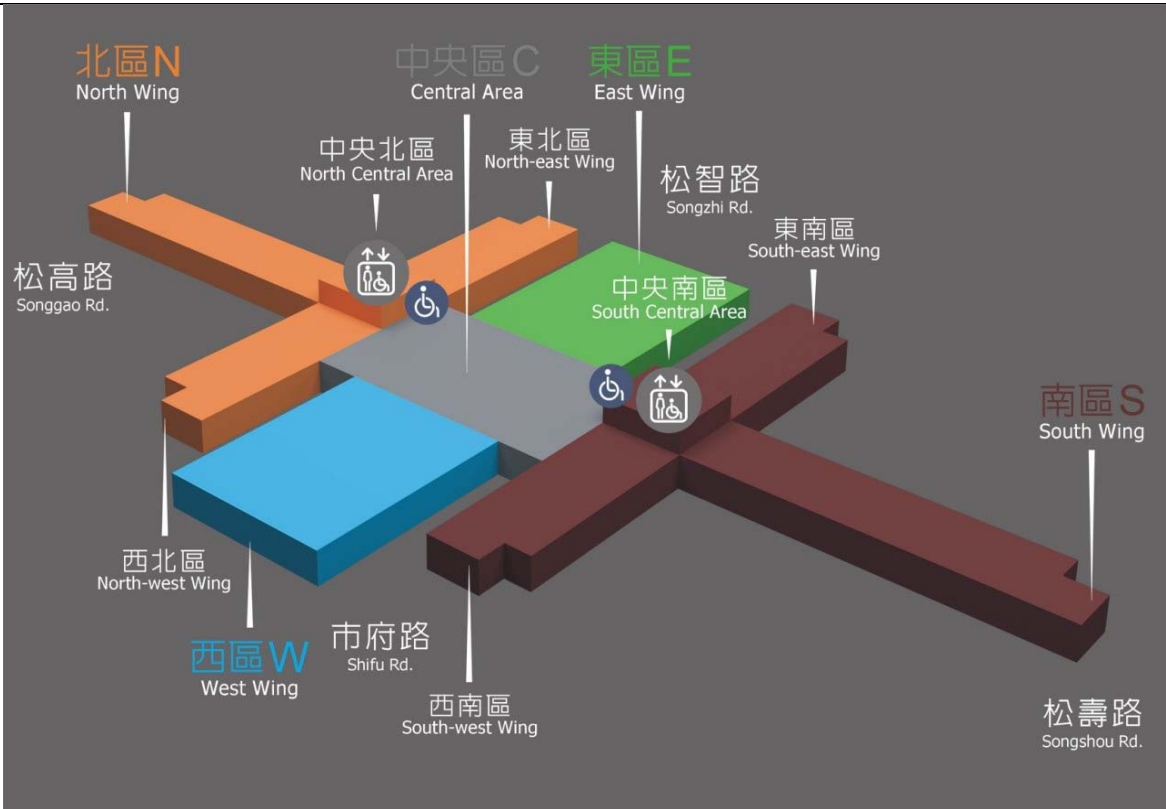 北區N
North Wing
中央區C
Central Area
東區E
East Wing
中央北區
North Central Area
東北區
North-east Wing
松智路
Songzhi Rd.
東南區
South-east Wing
松高路
Songgao Rd.
中央南區
South Central Area
南區S
South Wing
西北區
North-west Wing
西區W
West Wing
市府路
Shifu Rd.
西南區
South-west Wing
松壽路
Songshou Rd.